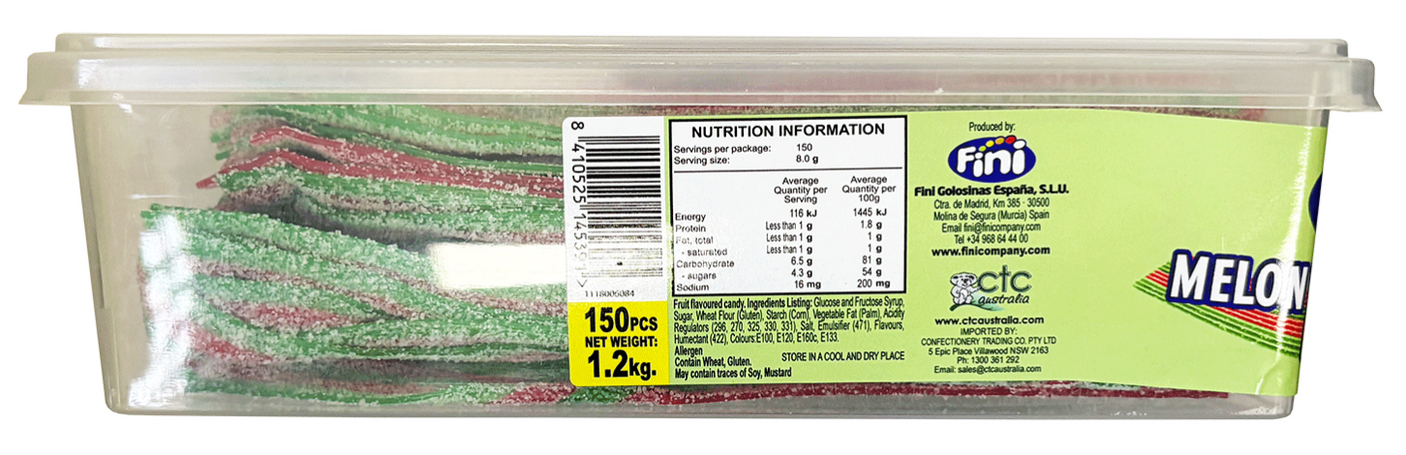 8 410525 145391 >
1118006084
150PCS
NET WEIGHT:
1.2kg.
NUTRITION INFORMATION
Servings per package: 150
Serving size: 8.0 g
Average Quantity per Serving Average Quantity per 100g
Energy 116 kJ 1445 kJ
Protein Less than 1 g 1.8 g
Fat, total Less than 1 g 1 g
- saturated Less than 1 g 1 g
Carbohydrate 6.5 g 81 g
- sugars 4.3 g 54 g
Sodium 16 mg 200 mg
Fruit flavoured candy. Ingredients Listing: Glucose and Fructose Syrup,
Sugar, Wheat Flour (Gluten), Starch (Corn), Vegetable Fat (Palm), Acidity
Regulators (296, 270, 325, 330, 331), Salt, Emulsifier (471), Flavours,
Humectant (422), Colours:E100, E120, E160c, E133.
Allergen
Contain Wheat, Gluten.
May contain traces of Soy, Mustard
STORE IN A COOL AND DRY PLACE
Produced by:
Fini
Fini Golosinas España, S.L.U.
Ctra. de Madrid, Km 385 · 30500
Molina de Segura (Murcia) Spain
Email fini@finicompany.com
Tel +34 968 64 44 00
www.finicompany.com
ctc
australia
www.ctcaustralia.com
IMPORTED BY:
CONFECTIONERY TRADING CO. PTY LTD
5 Epic Place Villawood NSW 2163
Ph: 1300 361 292
Email: sales@ctcaustralia.com
MELON